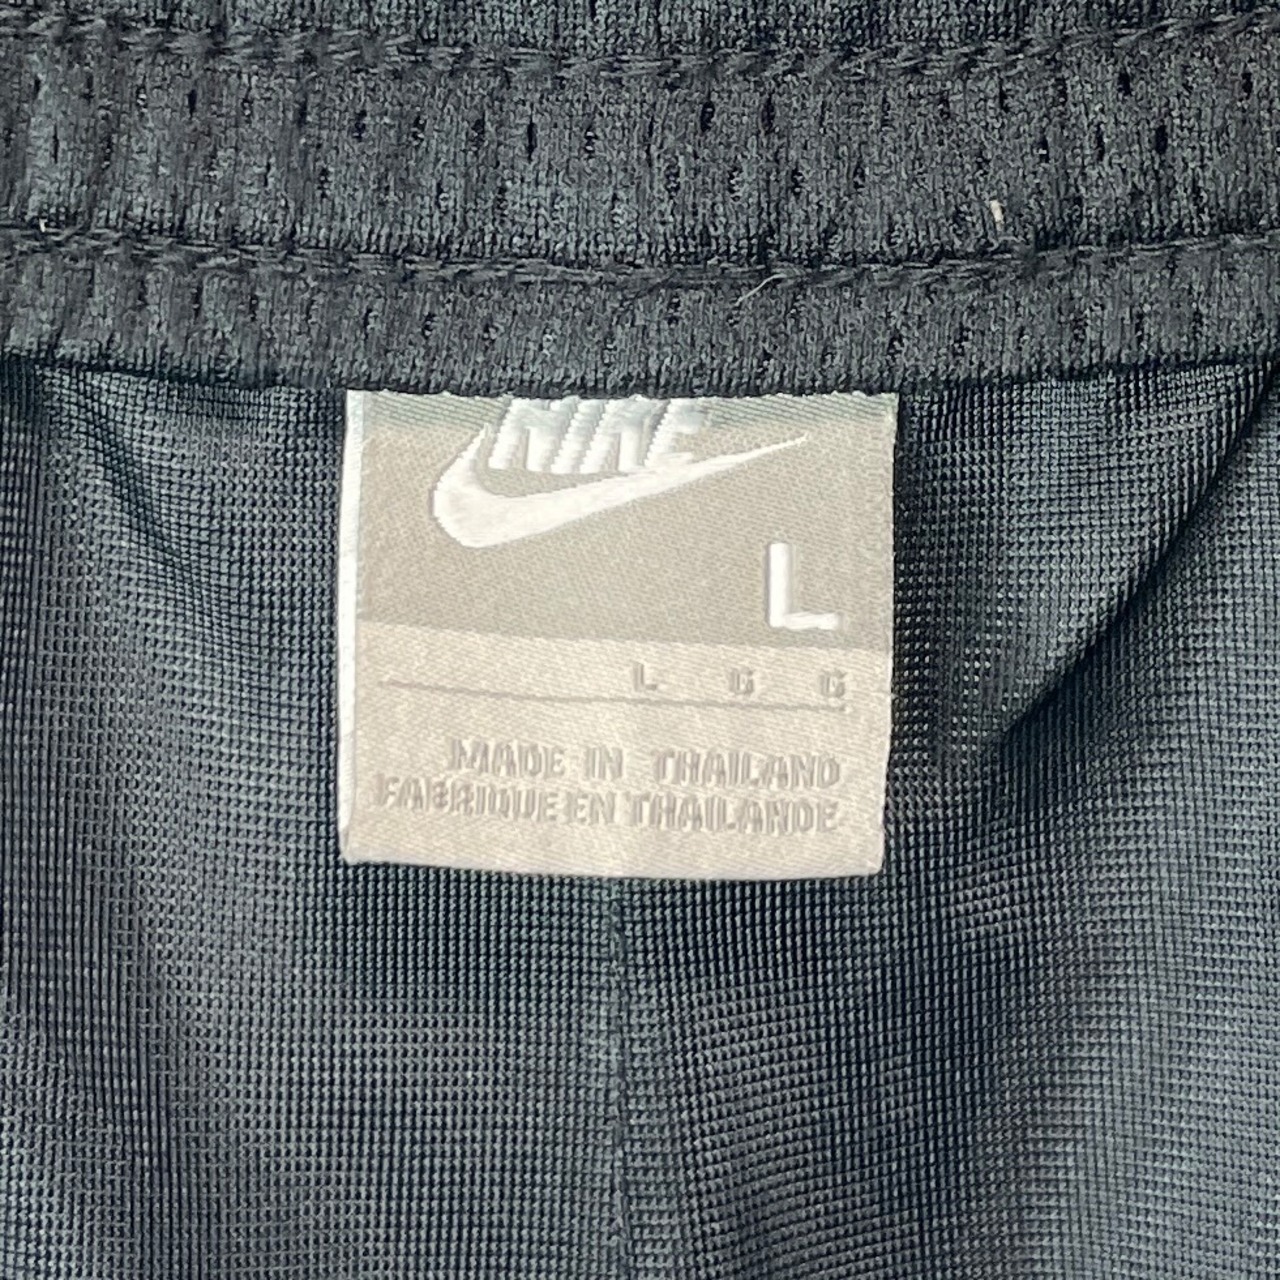 NIKE
L
L G G
MADE IN THAILAND
FABRIQUE EN THAILANDE